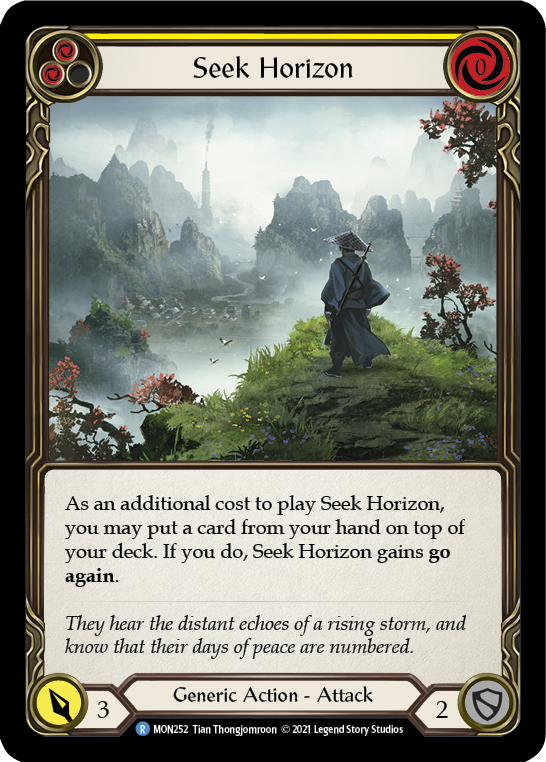 Seek Horizon
0
As an additional cost to play Seek Horizon,
you may put a card from your hand on top of
your deck. If you do, Seek Horizon gains go
again.
They hear the distant echoes of a rising storm, and
know that their days of peace are numbered.
3
Generic Action - Attack
2
R MON252 Tian Thongjomroon © 2021 Legend Story Studios